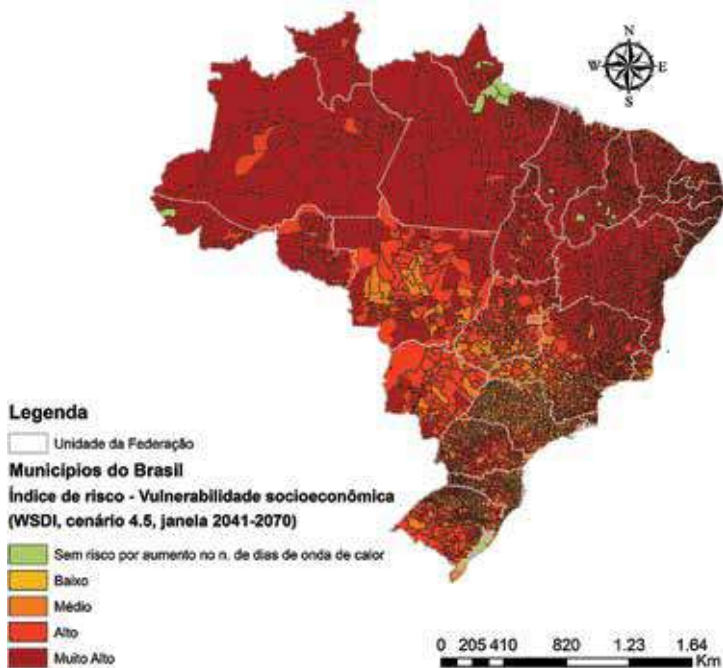 N
W E
S
Legenda
Unidade da Federação
Municipios do Brasil
Índice de risco - Vulnerabilidade socioeconômica
(WSDI, cenário 4.5, janela 2041-2070)
Sem risco por aumento no n. de dias de onda de calor
Baixo
Médio
Alto
Muito Alto
0 205 410 820 1.23 1.64
Km